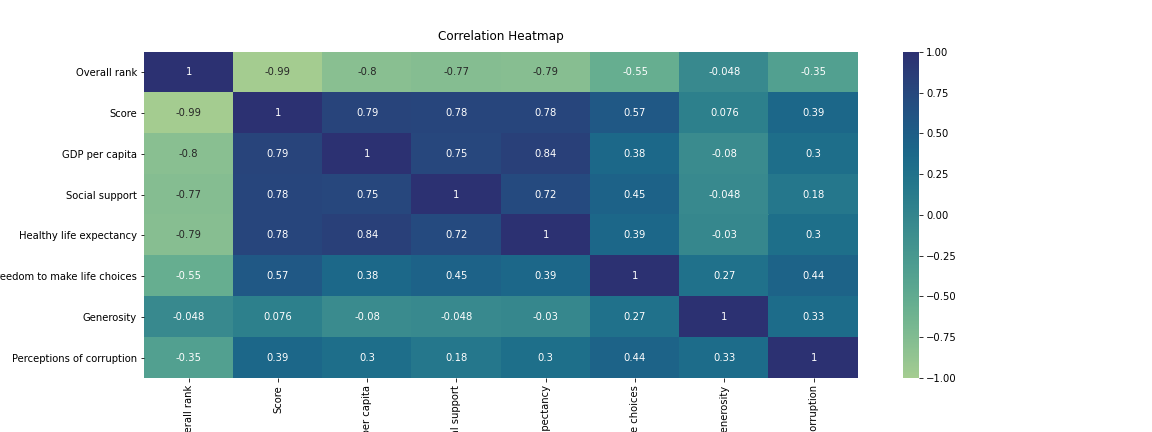 Correlation Heatmap
Overall rank 1 -0.99 -0.8 -0.77 -0.79 -0.55 -0.048 -0.35
Score -0.99 1 0.79 0.78 0.78 0.57 0.076 0.39
GDP per capita -0.8 0.79 1 0.75 0.84 0.38 -0.08 0.3
Social support -0.77 0.78 0.75 1 0.72 0.45 -0.048 0.18
Healthy life expectancy -0.79 0.78 0.84 0.72 1 0.39 -0.03 0.3
eedom to make life choices -0.55 0.57 0.38 0.45 0.39 1 0.27 0.44
Generosity -0.048 0.076 -0.08 -0.048 -0.03 0.27 1 0.33
Perceptions of corruption -0.35 0.39 0.3 0.18 0.3 0.44 0.33 1
erall rank
Score
er capita
l support
pectancy
e choices
enerosity
orruption
1.00
0.75
0.50
0.25
0.00
−0.25
−0.50
−0.75
−1.00